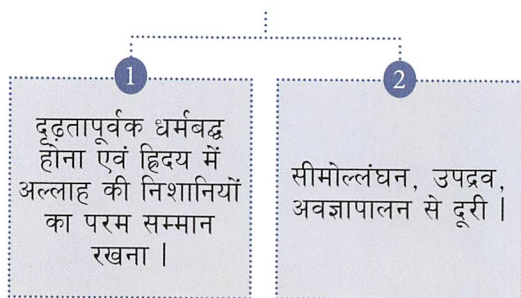 1
दृढ़तापूर्वक धर्मबद्ध
होना एवं ह्रिदय में
अल्लाह की निशानियों
का परम सम्मान
रखना |
2
सीमोल्लंघन, उपद्रव,
अवज्ञापालन से दूरी |